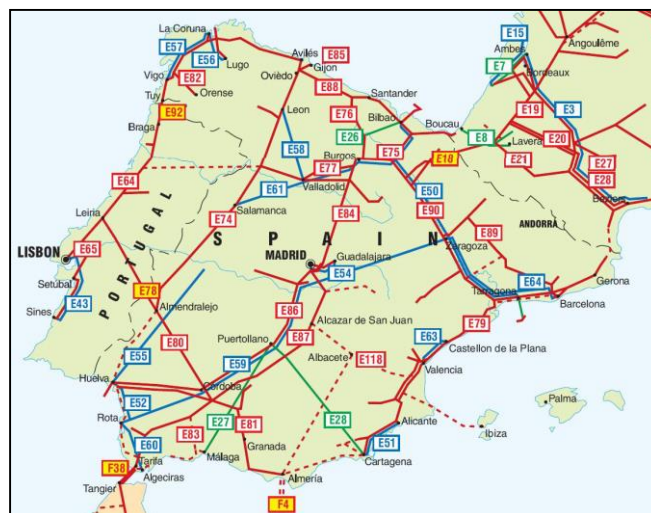 La Coruna
E57
E56
Lugo
Avilés
Gijon
E85
Oviedo
E88
Vigo
E82
Orense
Tuy
E92
Braga
Leon
E76
Santander
Bilbao
E26
E58
Burgos
E75
E77
E61
Valladolid
Boucau
E8
Lavera
E21
E18
E15
E7
Ambes
Bordeaux
Angoulême
E19
E3
E20
E27
E28
Béziers
E64
Salamanca
E74
E84
E50
E90
ANDORRA
Leiria
PORTUGAL
SPAIN
Zaragoza
E89
LISBON
E65
MADRID
Guadalajara
E54
Gerona
E64
Tarragona
Barcelona
Setúbal
E78
Sines
E43
Almendralejo
E86
E87
Alcazar de San Juan
E79
E80
Puertollano
Albacete
E118
E63
Castellon de la Plana
Valencia
E55
E59
Huelva
Cordoba
Palma
E52
Rota
E27
E81
E28
Alicante
Ibiza
E83
E51
E60
Granada
Cartagena
Tarifa
F38
Algeciras
Málaga
Almería
Tangier
F4